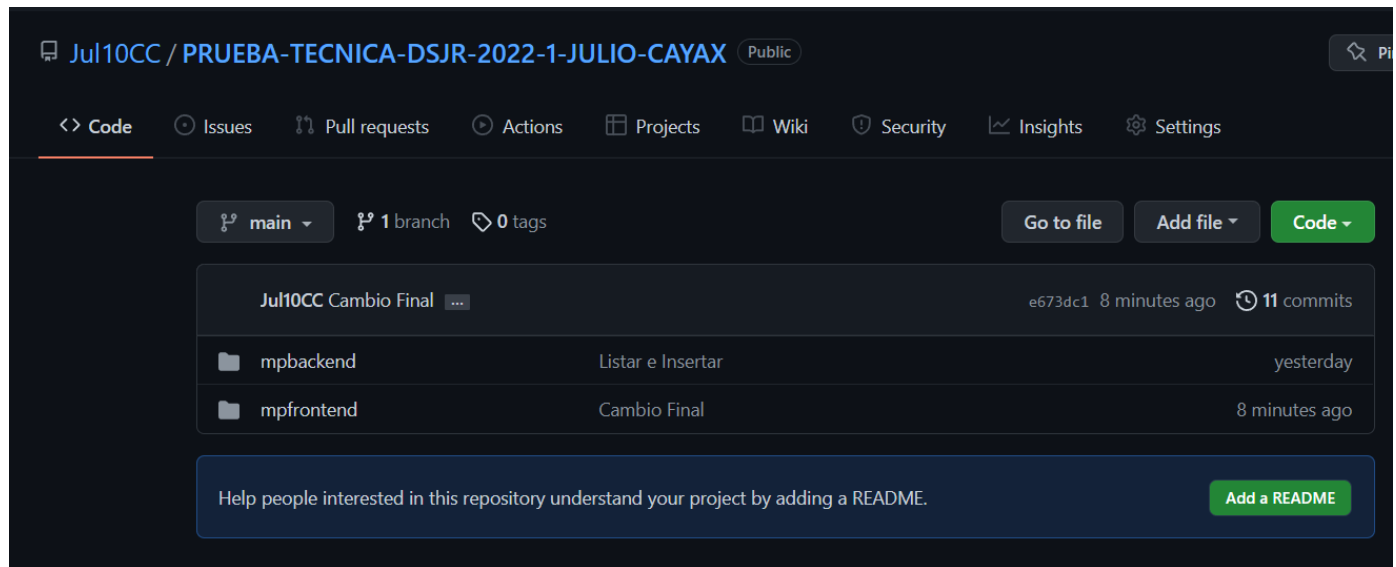 Jul10CC / PRUEBA-TECNICA-DSJR-2022-1-JULIO-CAYAX Public
<> Code Issues Pull requests Actions Projects Wiki Security Insights Settings
main 1 branch 0 tags Go to file Add file Code
Jul10CC Cambio Final ... e673dc1 8 minutes ago 11 commits
mpbackend Listar e Insertar yesterday
mpfrontend Cambio Final 8 minutes ago
Help people interested in this repository understand your project by adding a README. Add a README